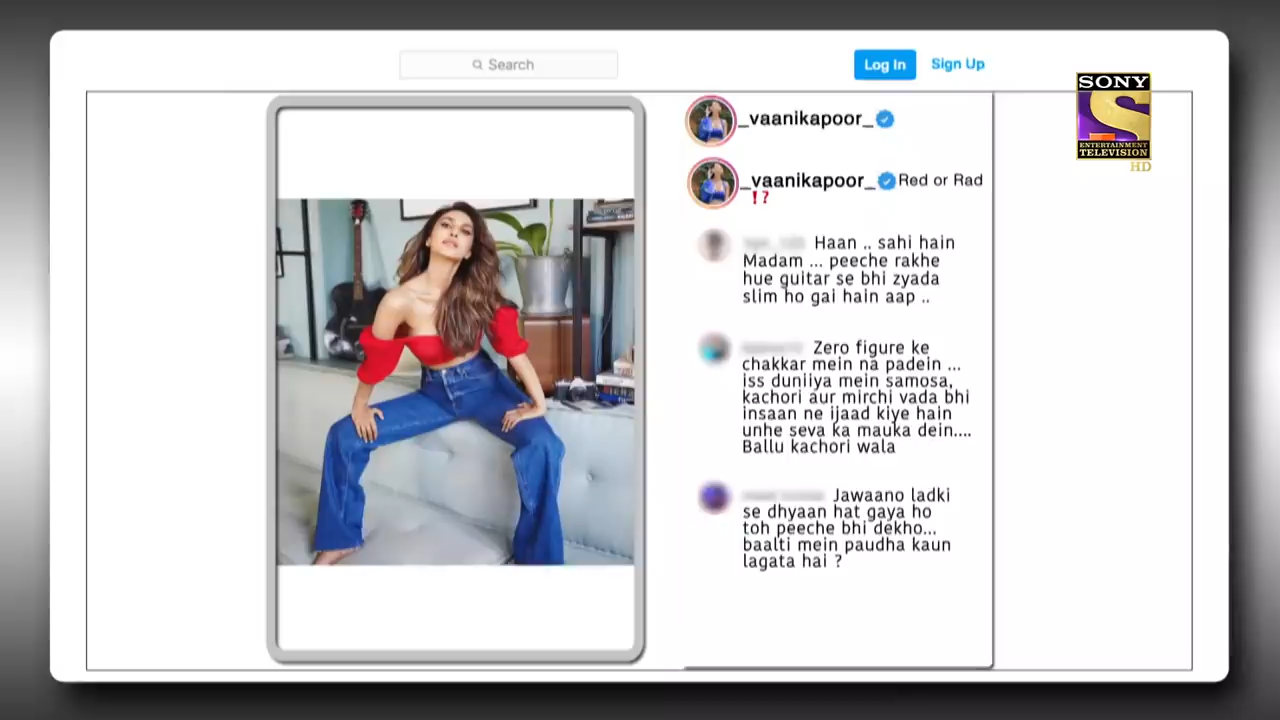 Search
Log In
Sign Up
SONY
ENTERTAINMENT
TELEVISION
HD
_vaanikapoor_
_vaanikapoor_ Red or Rad
❗❓
Haan .. sahi hain
Madam ... peeche rakhe
hue guitar se bhi zyada
slim ho gai hain aap ..
Zero figure ke
chakkar mein na padein ...
iss duniiya mein samosa,
kachori aur mirchi vada bhi
insaan ne ijaad kiye hain
unhe seva ka mauka dein....
Ballu kachori wala
Jawaano ladki
se dhyaan hat gaya ho
toh peeche bhi dekho...
baalti mein paudha kaun
lagata hai ?